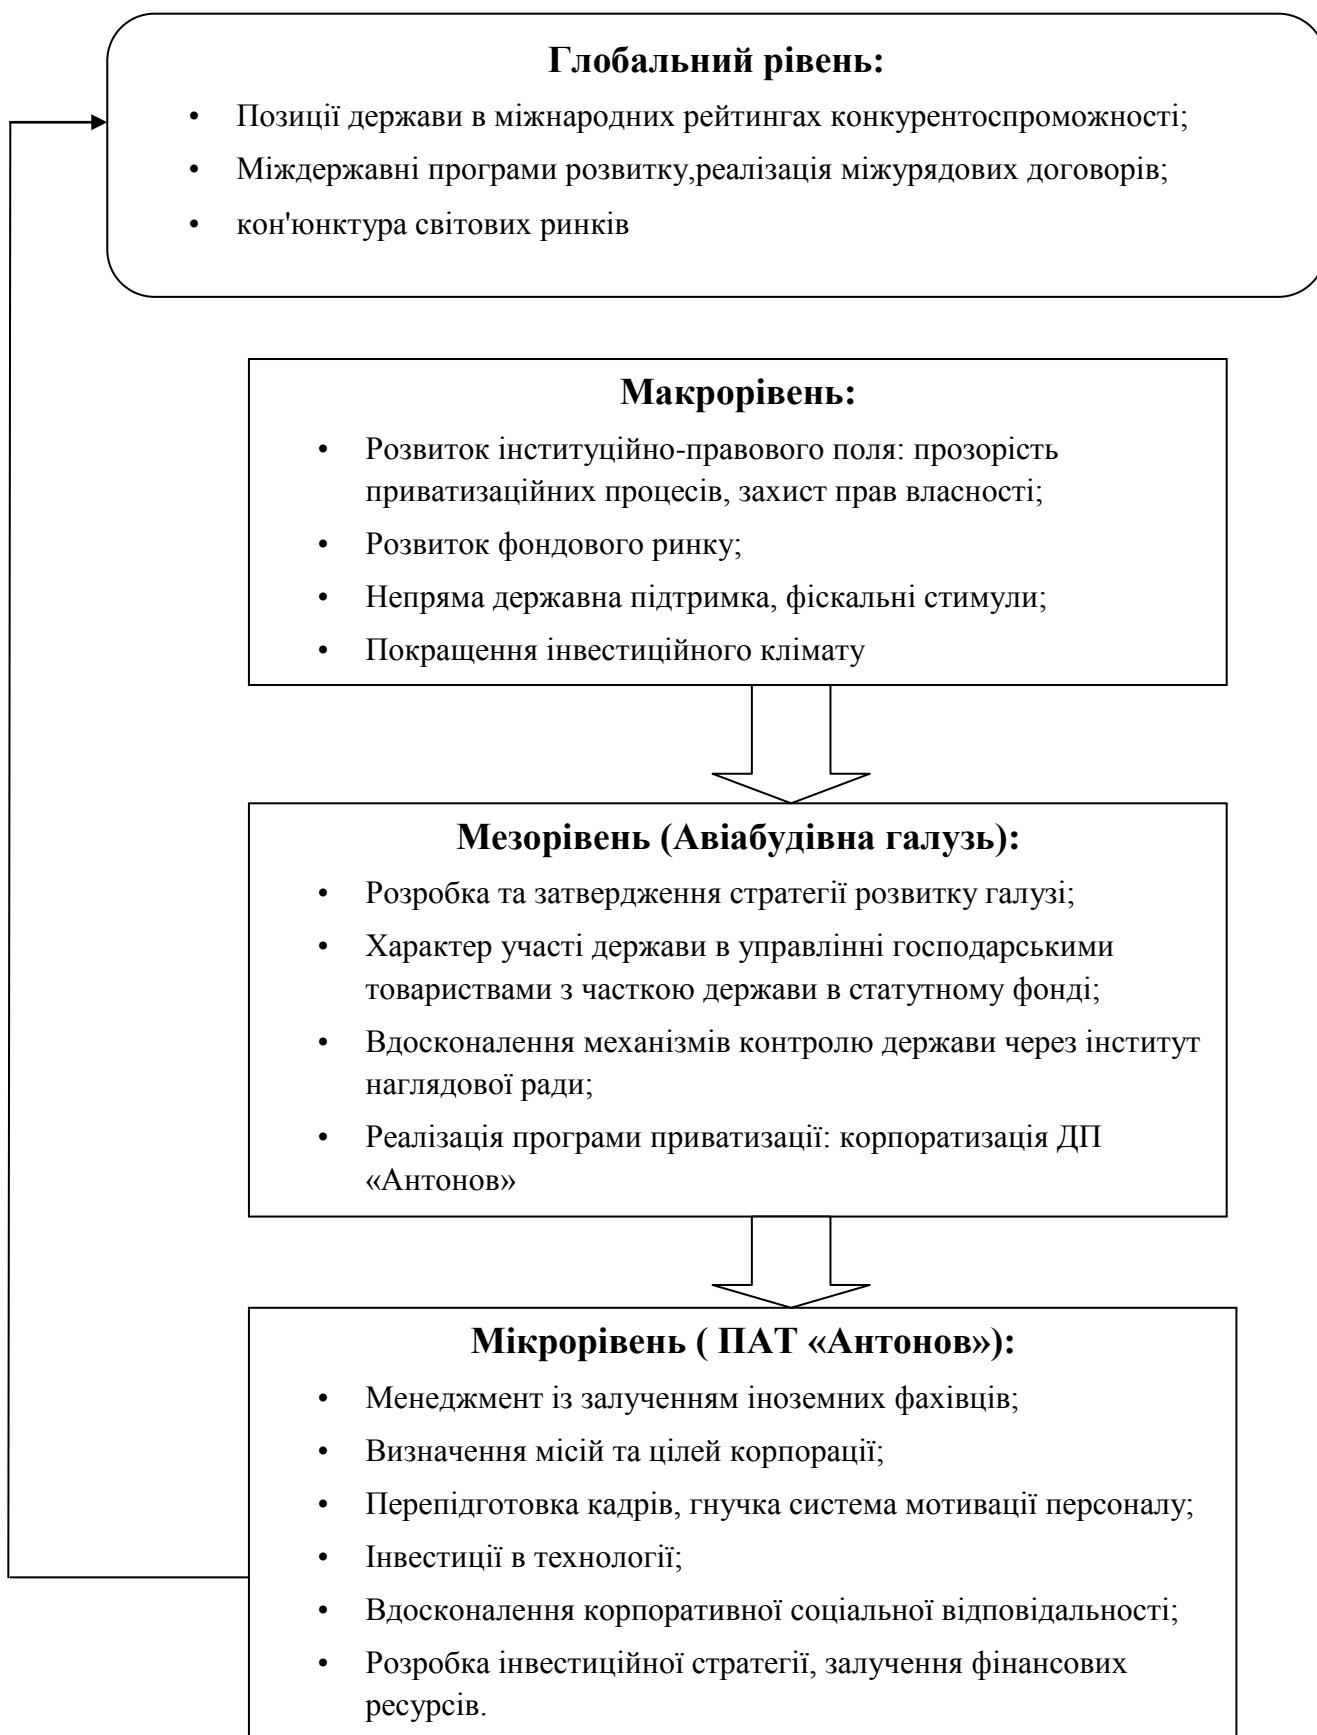 Глобальний рівень:
• Позиції держави в міжнародних рейтингах конкурентоспроможності;
• Міждержавні програми розвитку,реалізація міжурядових договорів;
• кон'юнктура світових ринків
Макрорівень:
• Розвиток інституційно-правового поля: прозорість
приватизаційних процесів, захист прав власності;
• Розвиток фондового ринку;
• Непряма державна підтримка, фіскальні стимули;
• Покращення інвестиційного клімату
Мезорівень (Авіабудівна галузь):
• Розробка та затвердження стратегії розвитку галузі;
• Характер участі держави в управлінні господарськими
товариствами з часткою держави в статутному фонді;
• Вдосконалення механізмів контролю держави через інститут
наглядової ради;
• Реалізація програми приватизації: корпоратизація ДП
«Антонов»
Мікрорівень ( ПАТ «Антонов»):
• Менеджмент із залученням іноземних фахівців;
• Визначення місій та цілей корпорації;
• Перепідготовка кадрів, гнучка система мотивації персоналу;
• Інвестиції в технології;
• Вдосконалення корпоративної соціальної відповідальності;
• Розробка інвестиційної стратегії, залучення фінансових
ресурсів.